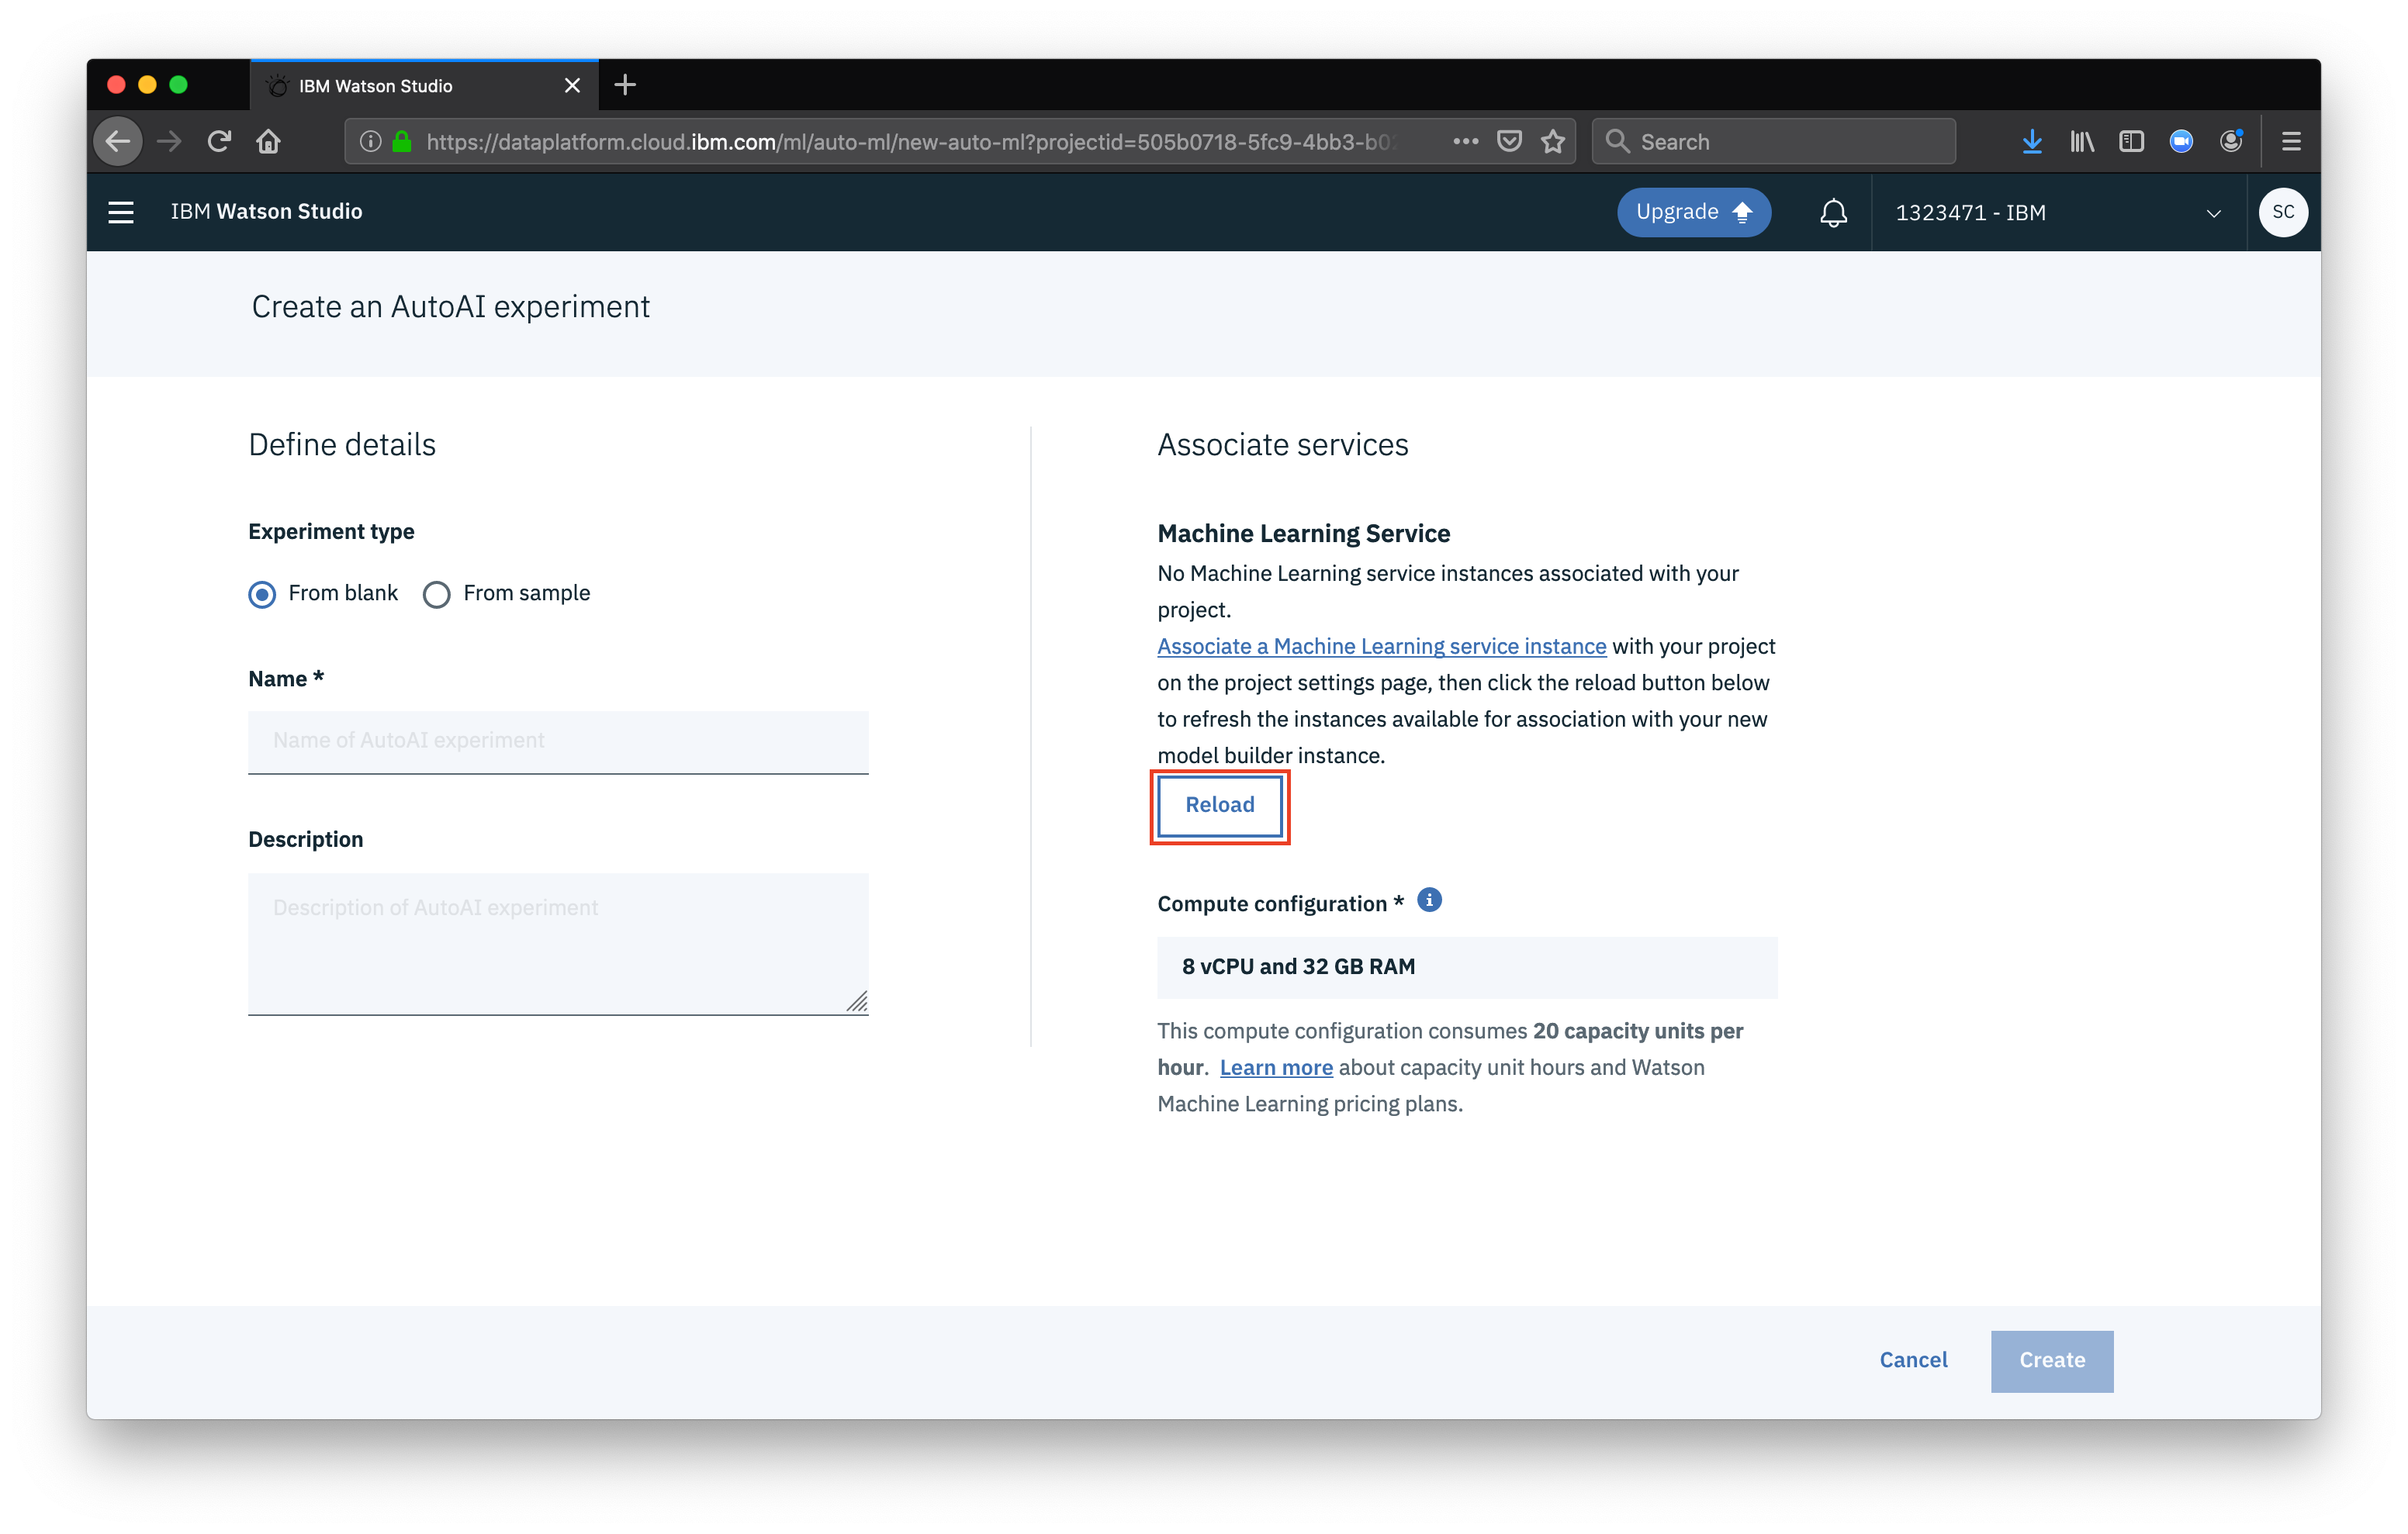 IBM Watson Studio
https://dataplatform.cloud.ibm.com/ml/auto-ml/new-auto-ml?projectid=505b0718-5fc9-4bb3-b02
Search
IBM Watson Studio
Upgrade
1323471 - IBM
SC
Create an AutoAI experiment
Define details
Experiment type
From blank
From sample
Name *
Name of AutoAI experiment
Description
Description of AutoAI experiment
Associate services
Machine Learning Service
No Machine Learning service instances associated with your
project.
Associate a Machine Learning service instance with your project
on the project settings page, then click the reload button below
to refresh the instances available for association with your new
model builder instance.
Reload
Compute configuration *
8 vCPU and 32 GB RAM
This compute configuration consumes 20 capacity units per
hour. Learn more about capacity unit hours and Watson
Machine Learning pricing plans.
Cancel
Create